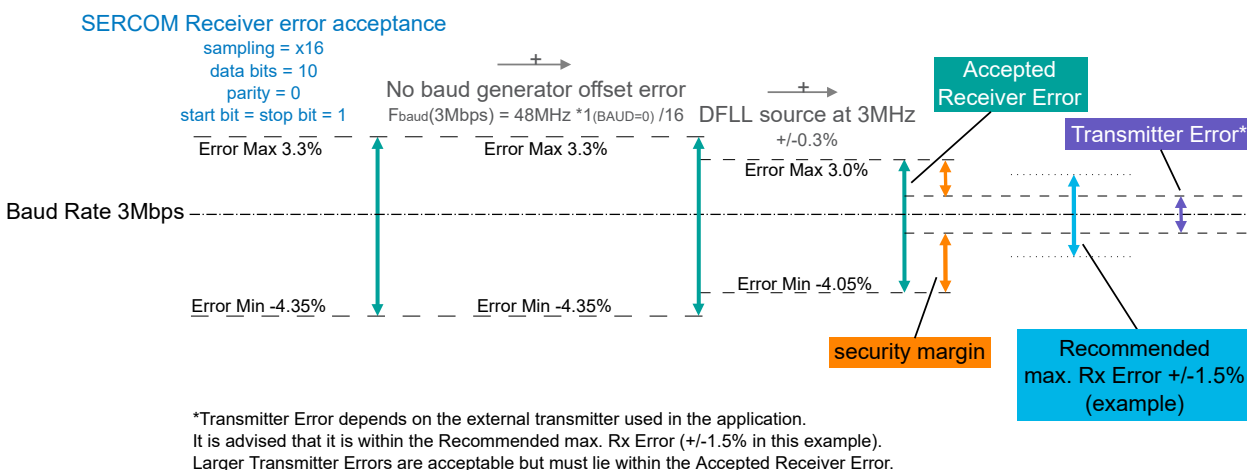 SERCOM Receiver error acceptance
sampling = x16
data bits = 10
parity = 0
start bit = stop bit = 1
+
No baud generator offset error
Fbaud(3Mbps) = 48MHz *1(BAUD=0) /16
+
DFLL source at 3MHz
+/-0.3%
Accepted
Receiver Error
Transmitter Error*
Error Max 3.3%
Error Max 3.3%
Error Max 3.0%
Baud Rate 3Mbps
Error Min -4.35%
Error Min -4.35%
Error Min -4.05%
security margin
Recommended
max. Rx Error +/-1.5%
(example)
*Transmitter Error depends on the external transmitter used in the application.
It is advised that it is within the Recommended max. Rx Error (+/-1.5% in this example).
Larger Transmitter Errors are acceptable but must lie within the Accepted Receiver Error.